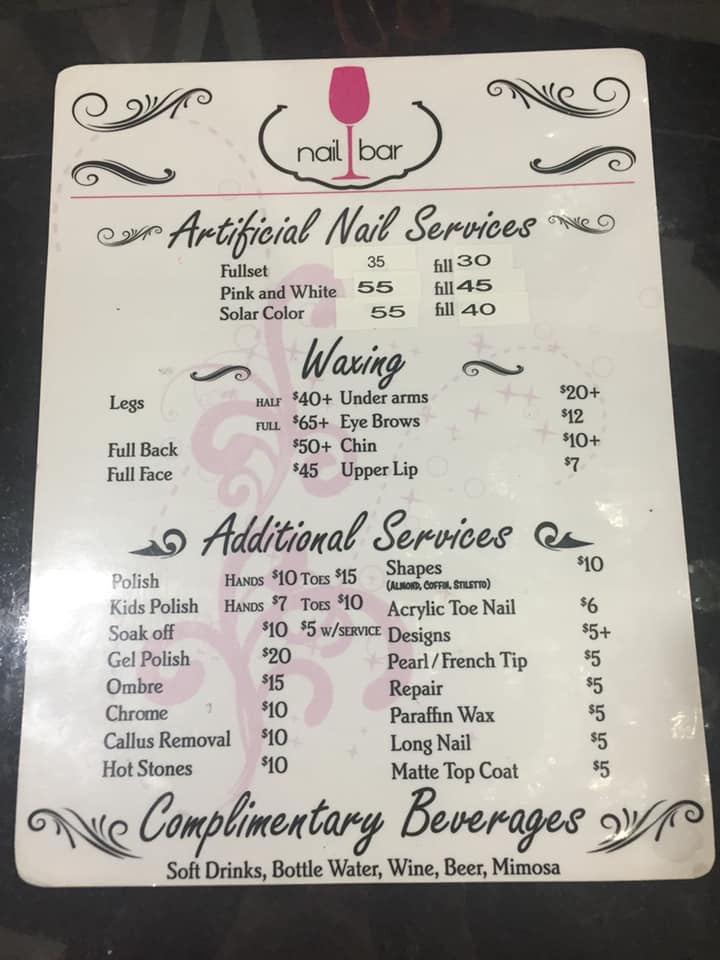 nail bar
Artificial Nail Services
Fullset 35 fill 30
Pink and White 55 fill 45
Solar Color 55 fill 40
Waxing
Legs HALF $40+ Under arms $20+
FULL $65+ Eye Brows $12
Full Back $50+ Chin $10+
Full Face $45 Upper Lip $7
Additional Services
Polish HANDS $10 TOES $15 Shapes $10
(ALMOND, COFFIN, STILETTO)
Kids Polish HANDS $7 TOES $10 Acrylic Toe Nail $6
Soak off $10 $5 W/SERVICE Designs $5+
Gel Polish $20 Pearl/French Tip $5
Ombre $15 Repair $5
Chrome $10 Paraffin Wax $5
Callus Removal $10 Long Nail $5
Hot Stones $10 Matte Top Coat $5
Complimentary Beverages
Soft Drinks, Bottle Water, Wine, Beer, Mimosa